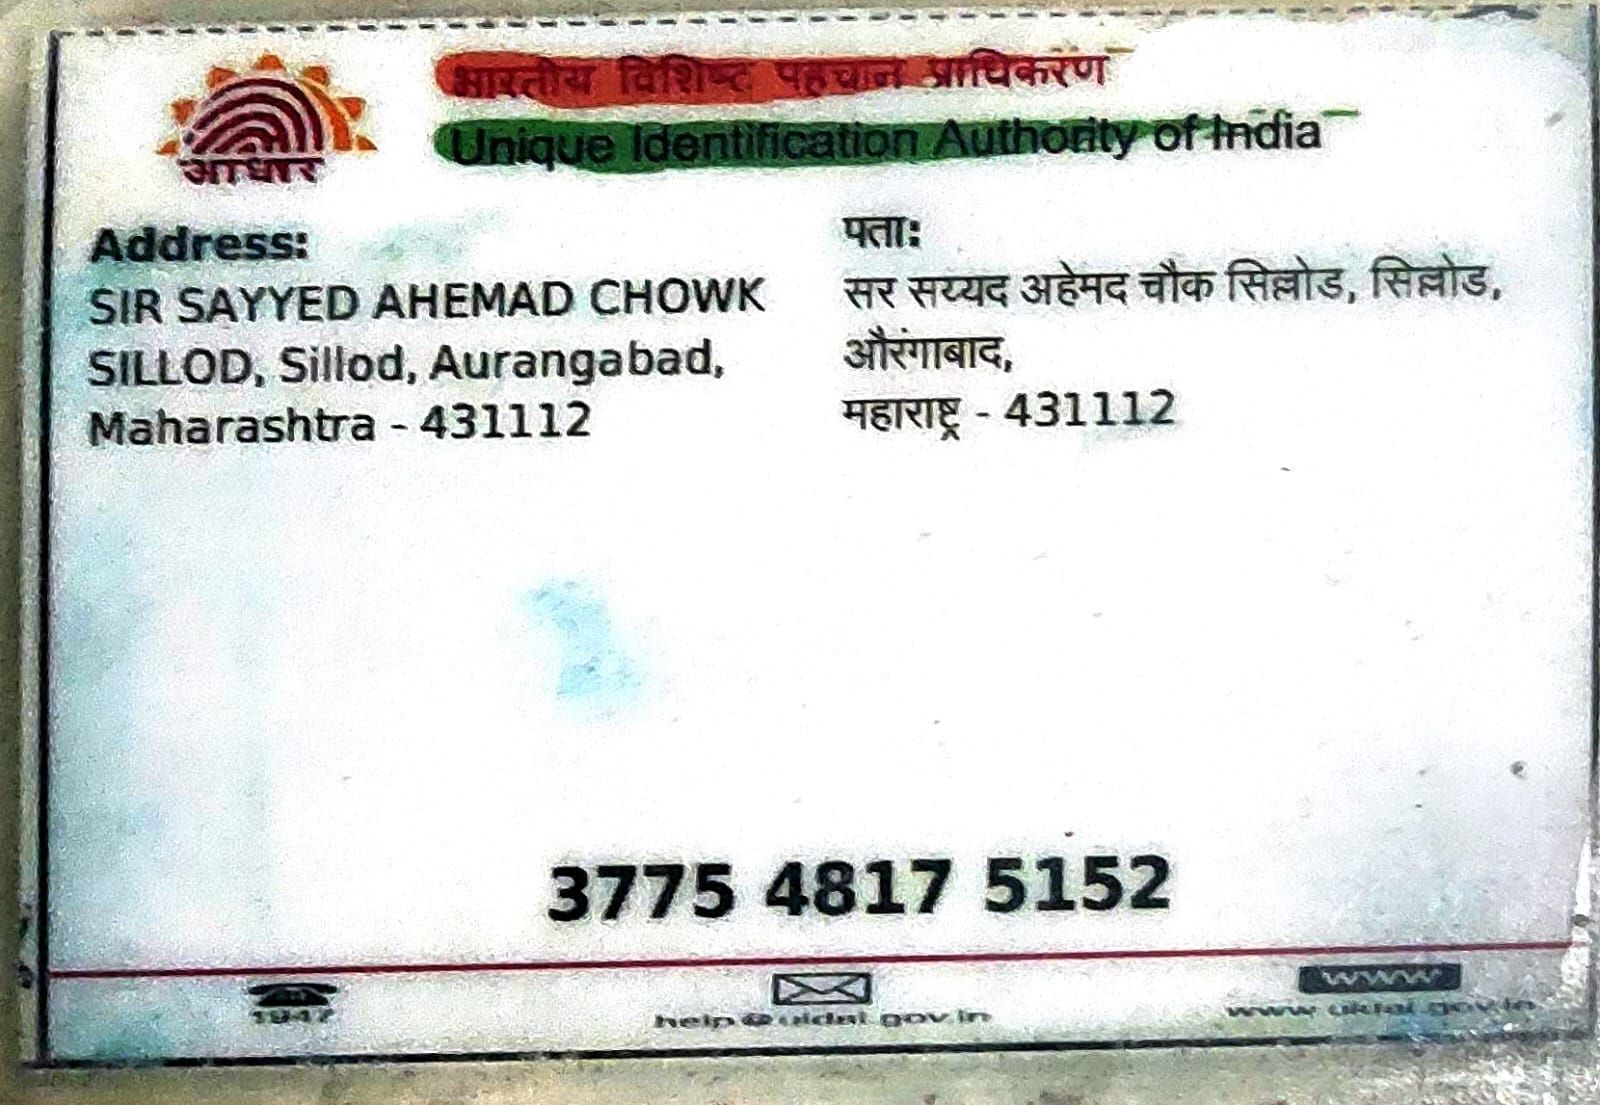 आधार
भारतीय विशिष्ट पहचान प्राधिकरण
Unique Identification Authority of India
Address:
SIR SAYYED AHEMAD CHOWK
SILLOD, Sillod, Aurangabad,
Maharashtra - 431112
पता:
सर सय्यद अहेमद चौक सिल्लोड, सिल्लोड,
औरंगाबाद,
महाराष्ट्र - 431112
3775 4817 5152
1947
help@uidai.gov.in
www
www.uidai.gov.in